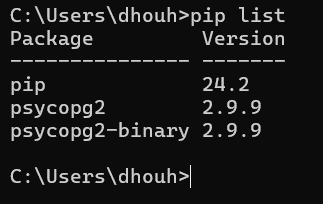 C:\Users\dhouh>pip list
Package         Version
--------------- -------
pip             24.2
psycopg2        2.9.9
psycopg2-binary 2.9.9
C:\Users\dhouh>